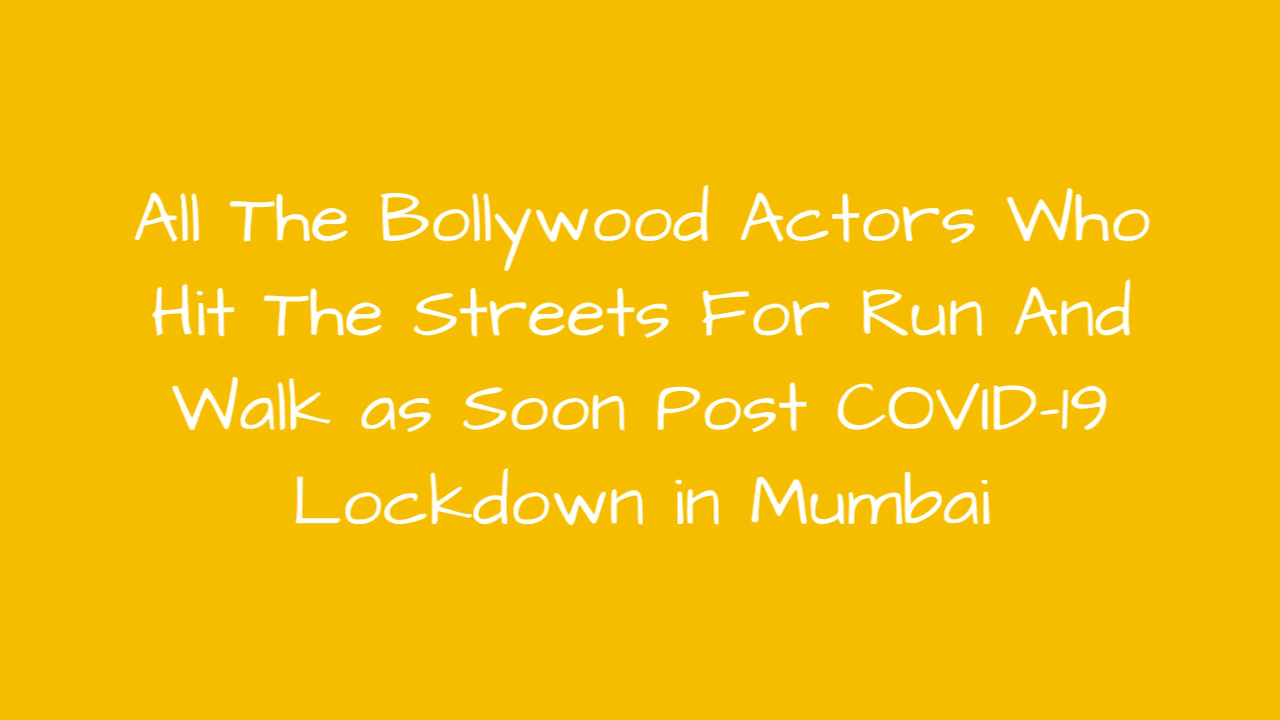 All The Bollywood Actors Who
Hit The Streets For Run And
Walk as Soon Post COVID-19
Lockdown in Mumbai